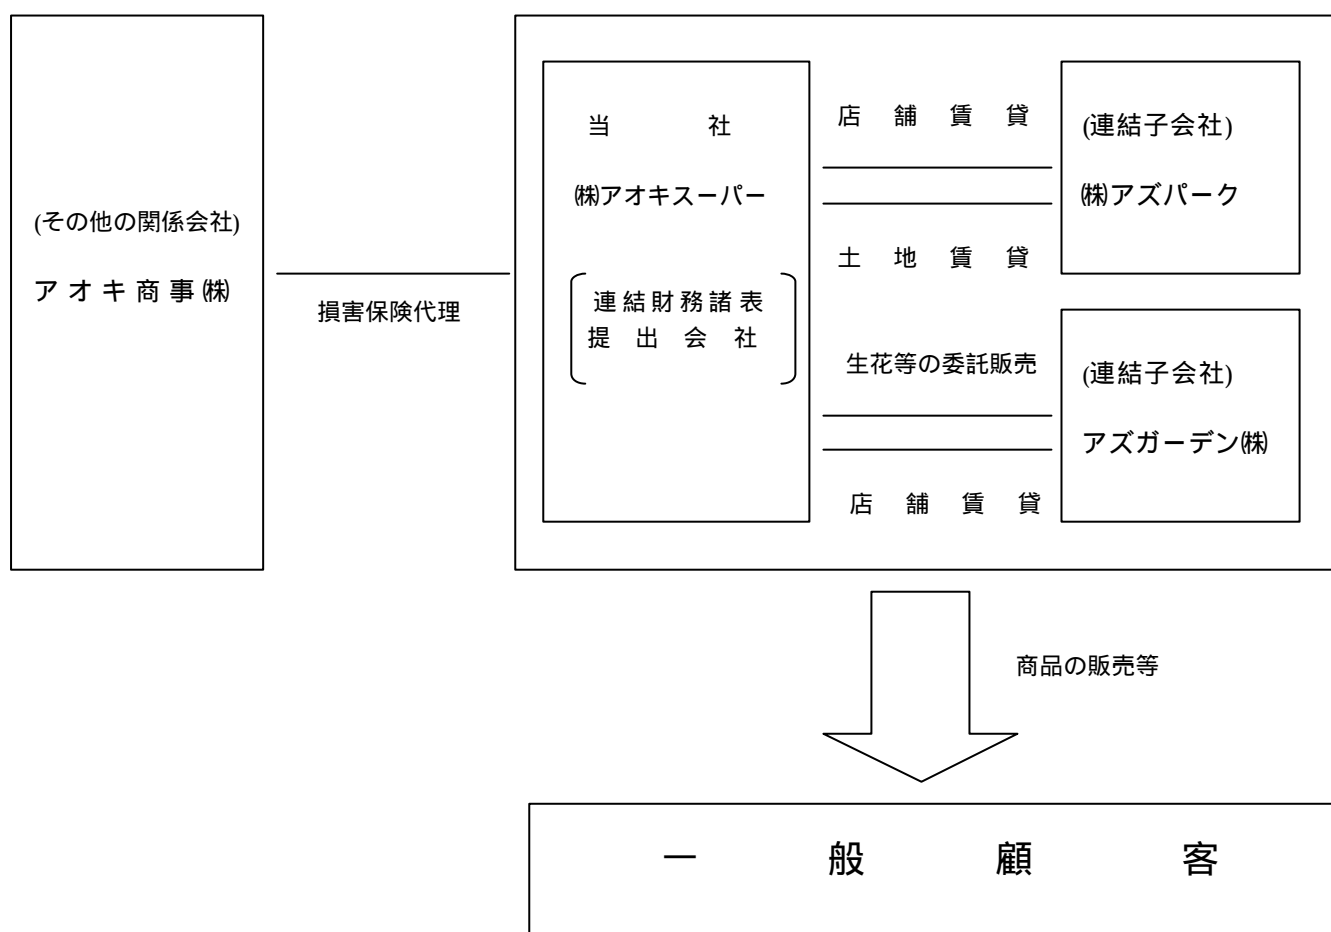 (その他の関係会社)
アオキ商事㈱
損害保険代理
当社
㈱アオキスーパー
連結財務諸表
提出会社
店舗賃貸
土地賃貸
生花等の委託販売
店舗賃貸
(連結子会社)
㈱アズパーク
(連結子会社)
アズガーデン㈱
商品の販売等
一般顧客